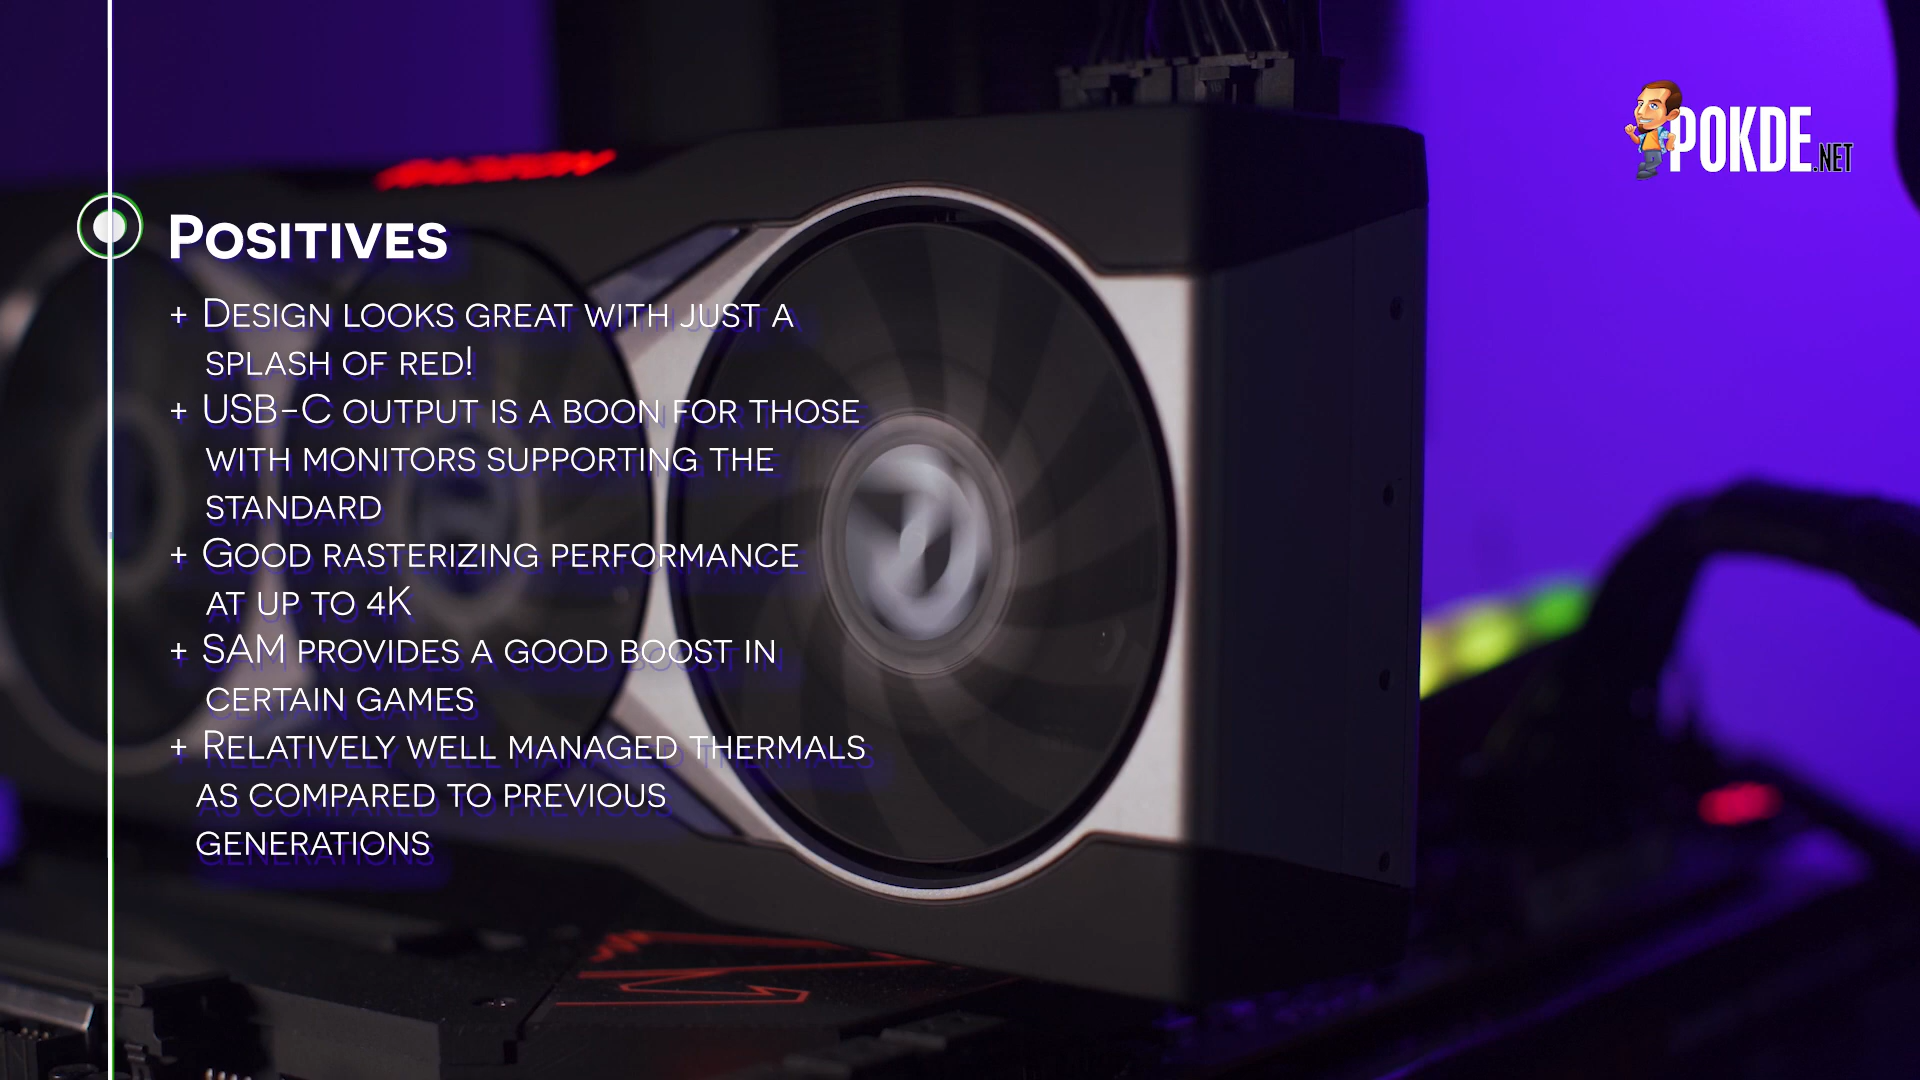 POKDE.NET
Positives
+ Design looks great with just a
splash of red!
+ USB-C output is a boon for those
with monitors supporting the
standard
+ Good rasterizing performance
at up to 4K
+ SAM provides a good boost in
certain games
+ Relatively well managed thermals
as compared to previous
generations